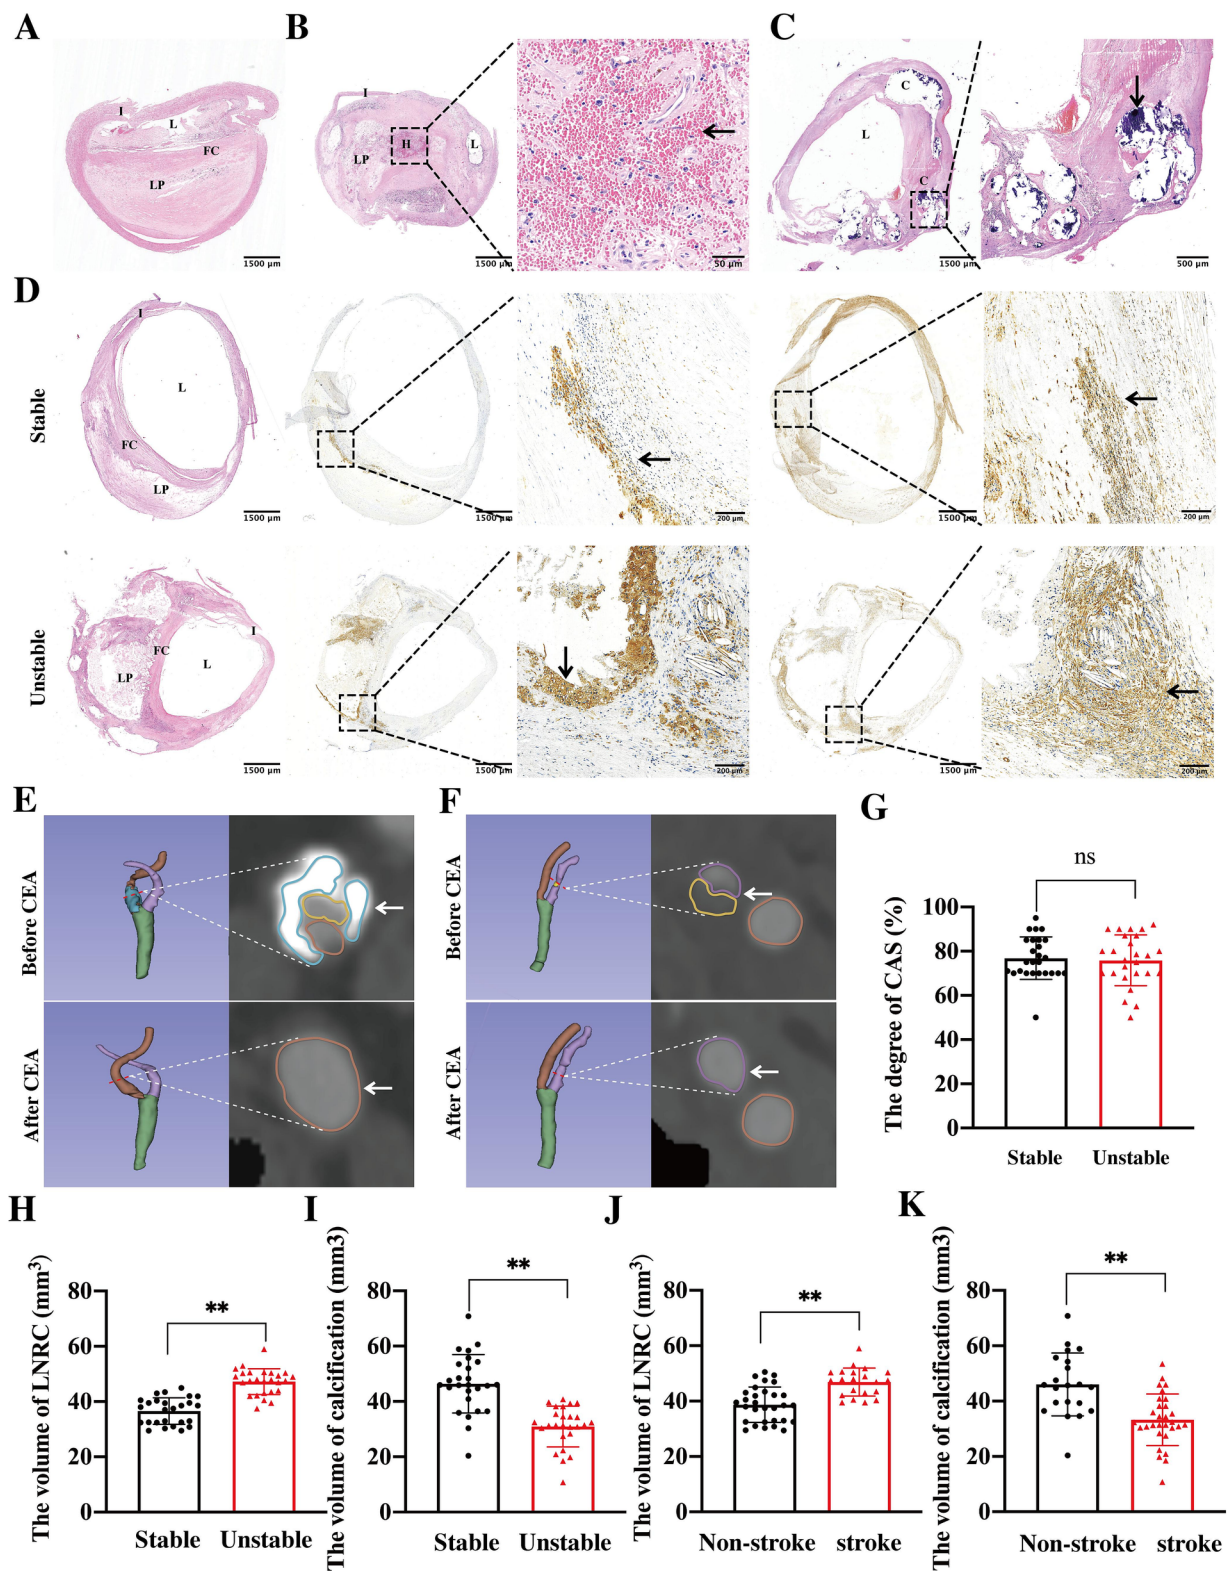 A
I
L
FC
LP
1500 μm
B
I
H
LP
L
1500 μm
50 μm
C
C
L
C
1500 μm
500 μm
D
Stable
I
L
FC
LP
1500 μm
1500 μm
200 μm
1500 μm
200 μm
Unstable
FC
I
L
LP
1500 μm
1500 μm
200 μm
1500 μm
200 μm
E
Before CEA
After CEA
F
Before CEA
After CEA
G
ns
The degree of CAS (%)
100
80
60
40
20
0
Stable
Unstable
H
The volume of LNRC (mm³)
**
80
60
40
20
0
Stable
Unstable
I
The volume of calcification (mm3)
**
80
60
40
20
0
Stable
Unstable
J
The volume of LNRC (mm³)
**
80
60
40
20
0
Non-stroke
stroke
K
The volume of calcification (mm3)
**
80
60
40
20
0
Non-stroke
stroke